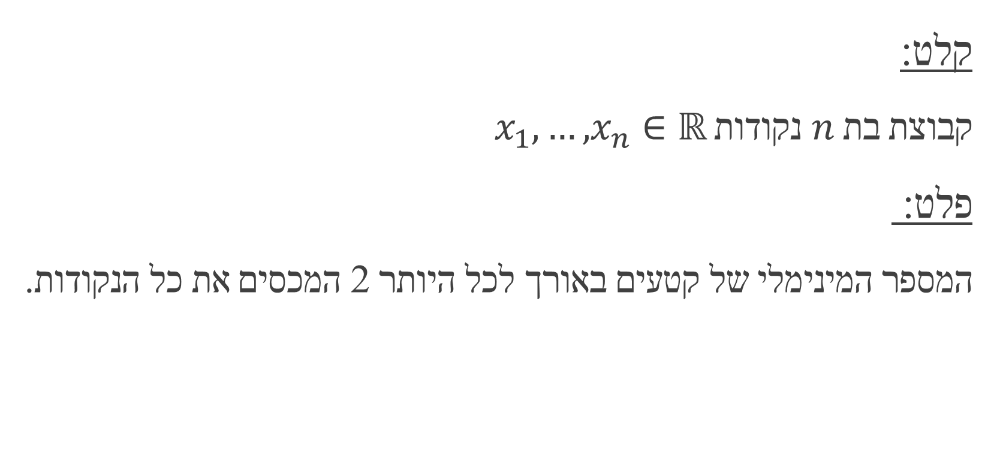 קלט:
קבוצת בת n נקודות x₁, … ,xₙ ∈ ℝ
פלט:
המספר המינימלי של קטעים באורך לכל היותר 2 המכסים את כל הנקודות.